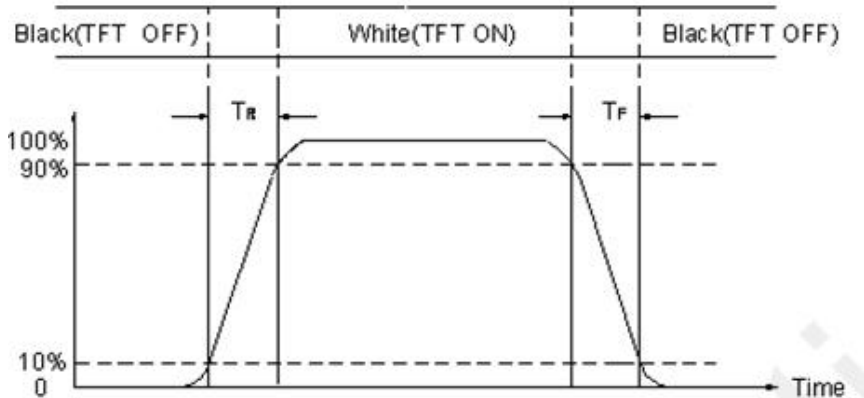 Black(TFT OFF) White(TFT ON) Black(TFT OFF)
TR TF
100%
90%
10%
0 Time